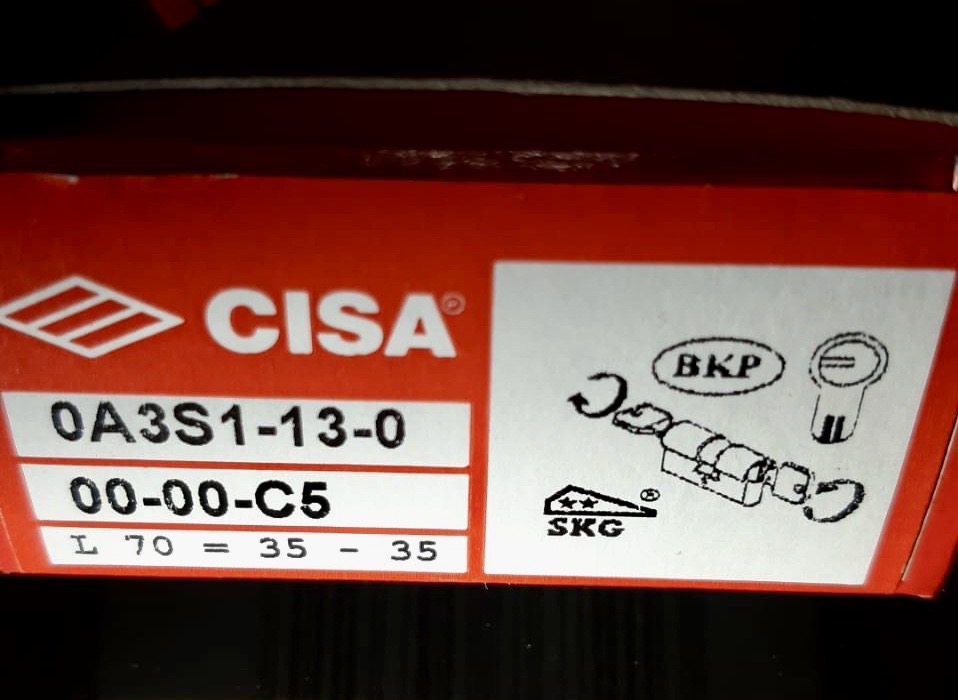 CISA®
0A3S1-13-0
00-00-C5
L 70 = 35 - 35
BKP
SKG®